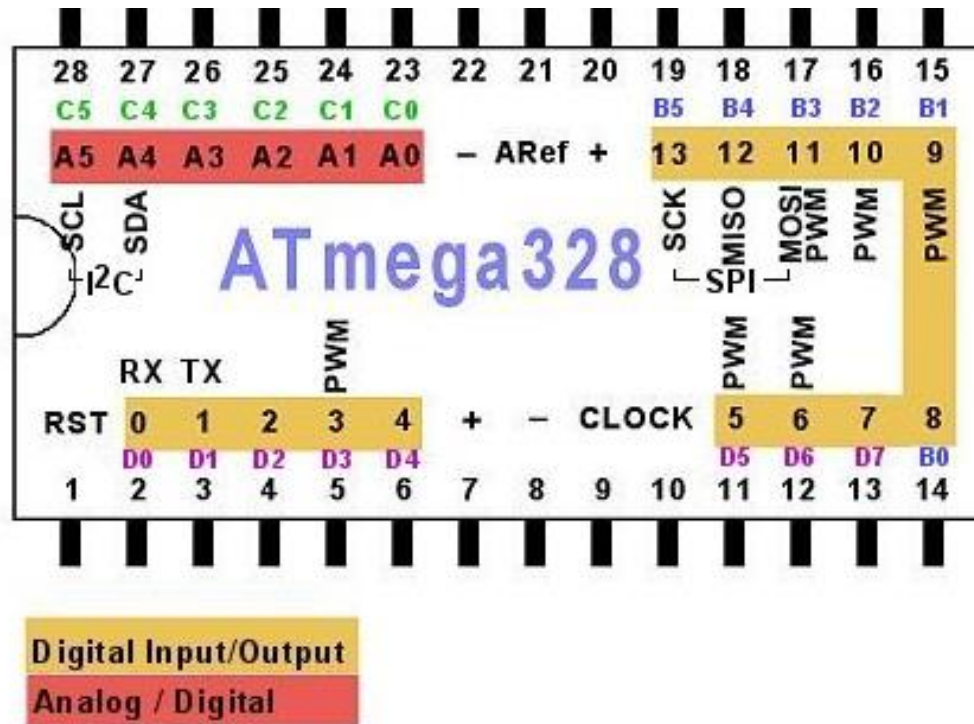 28 27 26 25 24 23 22 21 20 19 18 17 16 15
C5 C4 C3 C2 C1 C0 B5 B4 B3 B2 B1
A5 A4 A3 A2 A1 A0 – ARef + 13 12 11 10 9
SCL SDA SCK MISO MOSI PWM PWM PWM
I²C ATmega328 SPI
PWM PWM PWM
RX TX
RST 0 1 2 3 4 + – CLOCK 5 6 7 8
D0 D1 D2 D3 D4 D5 D6 D7 B0
1 2 3 4 5 6 7 8 9 10 11 12 13 14
Digital Input/Output
Analog / Digital